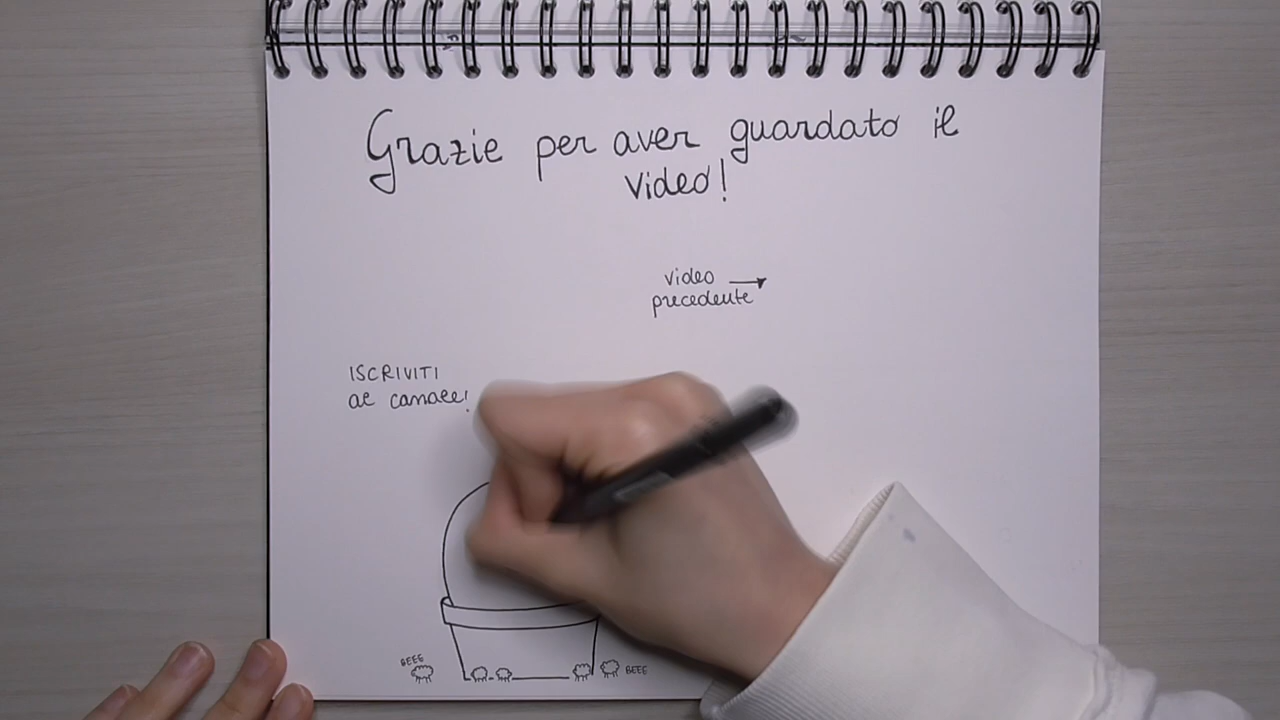 Grazie per aver guardato il
video!
video
precedente
ISCRIVITI
al canale!
BEEE
BEEE